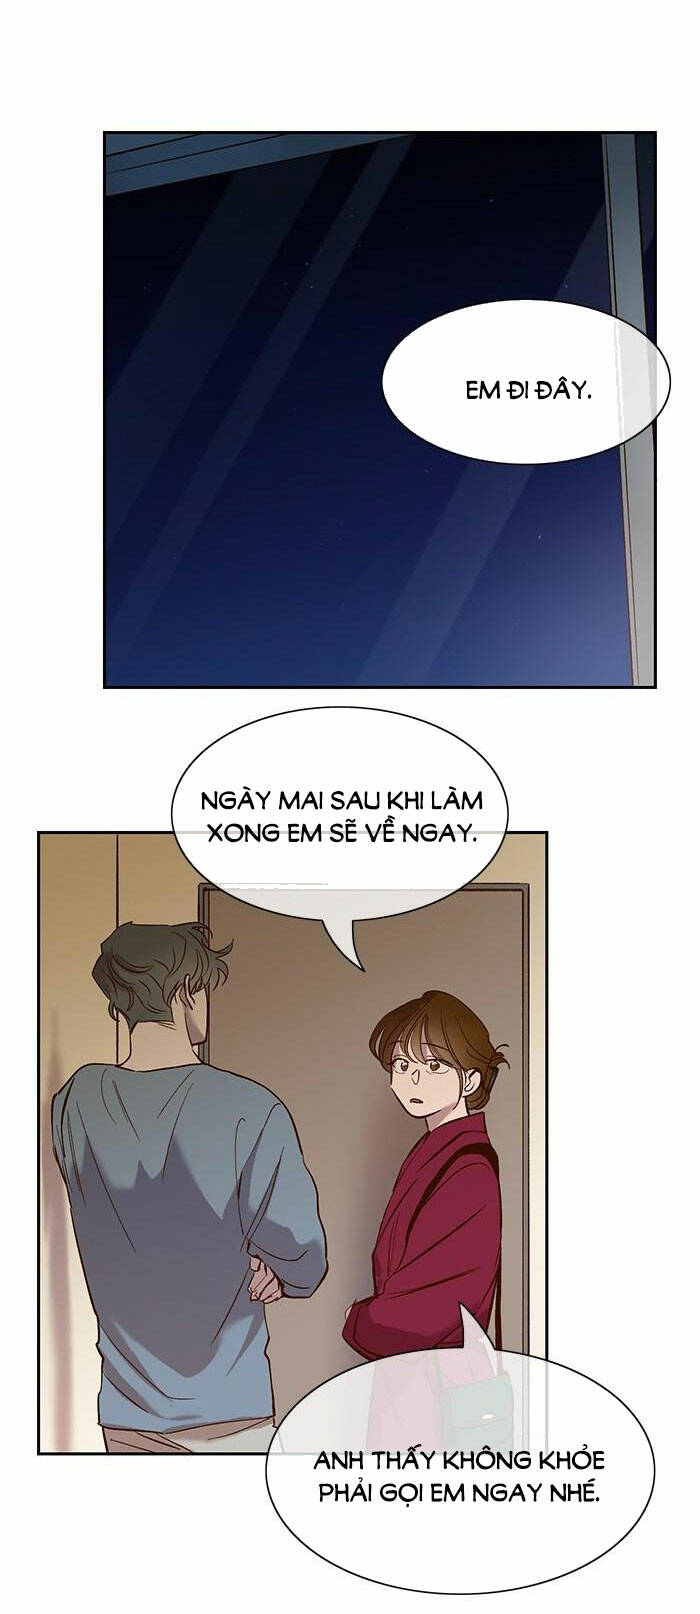 EM ĐI ĐÂY.
NGÀY MAI SAU KHI LÀM
XONG EM SẼ VỀ NGAY.
ANH THẤY KHÔNG KHỎE
PHẢI GỌI EM NGAY NHÉ.